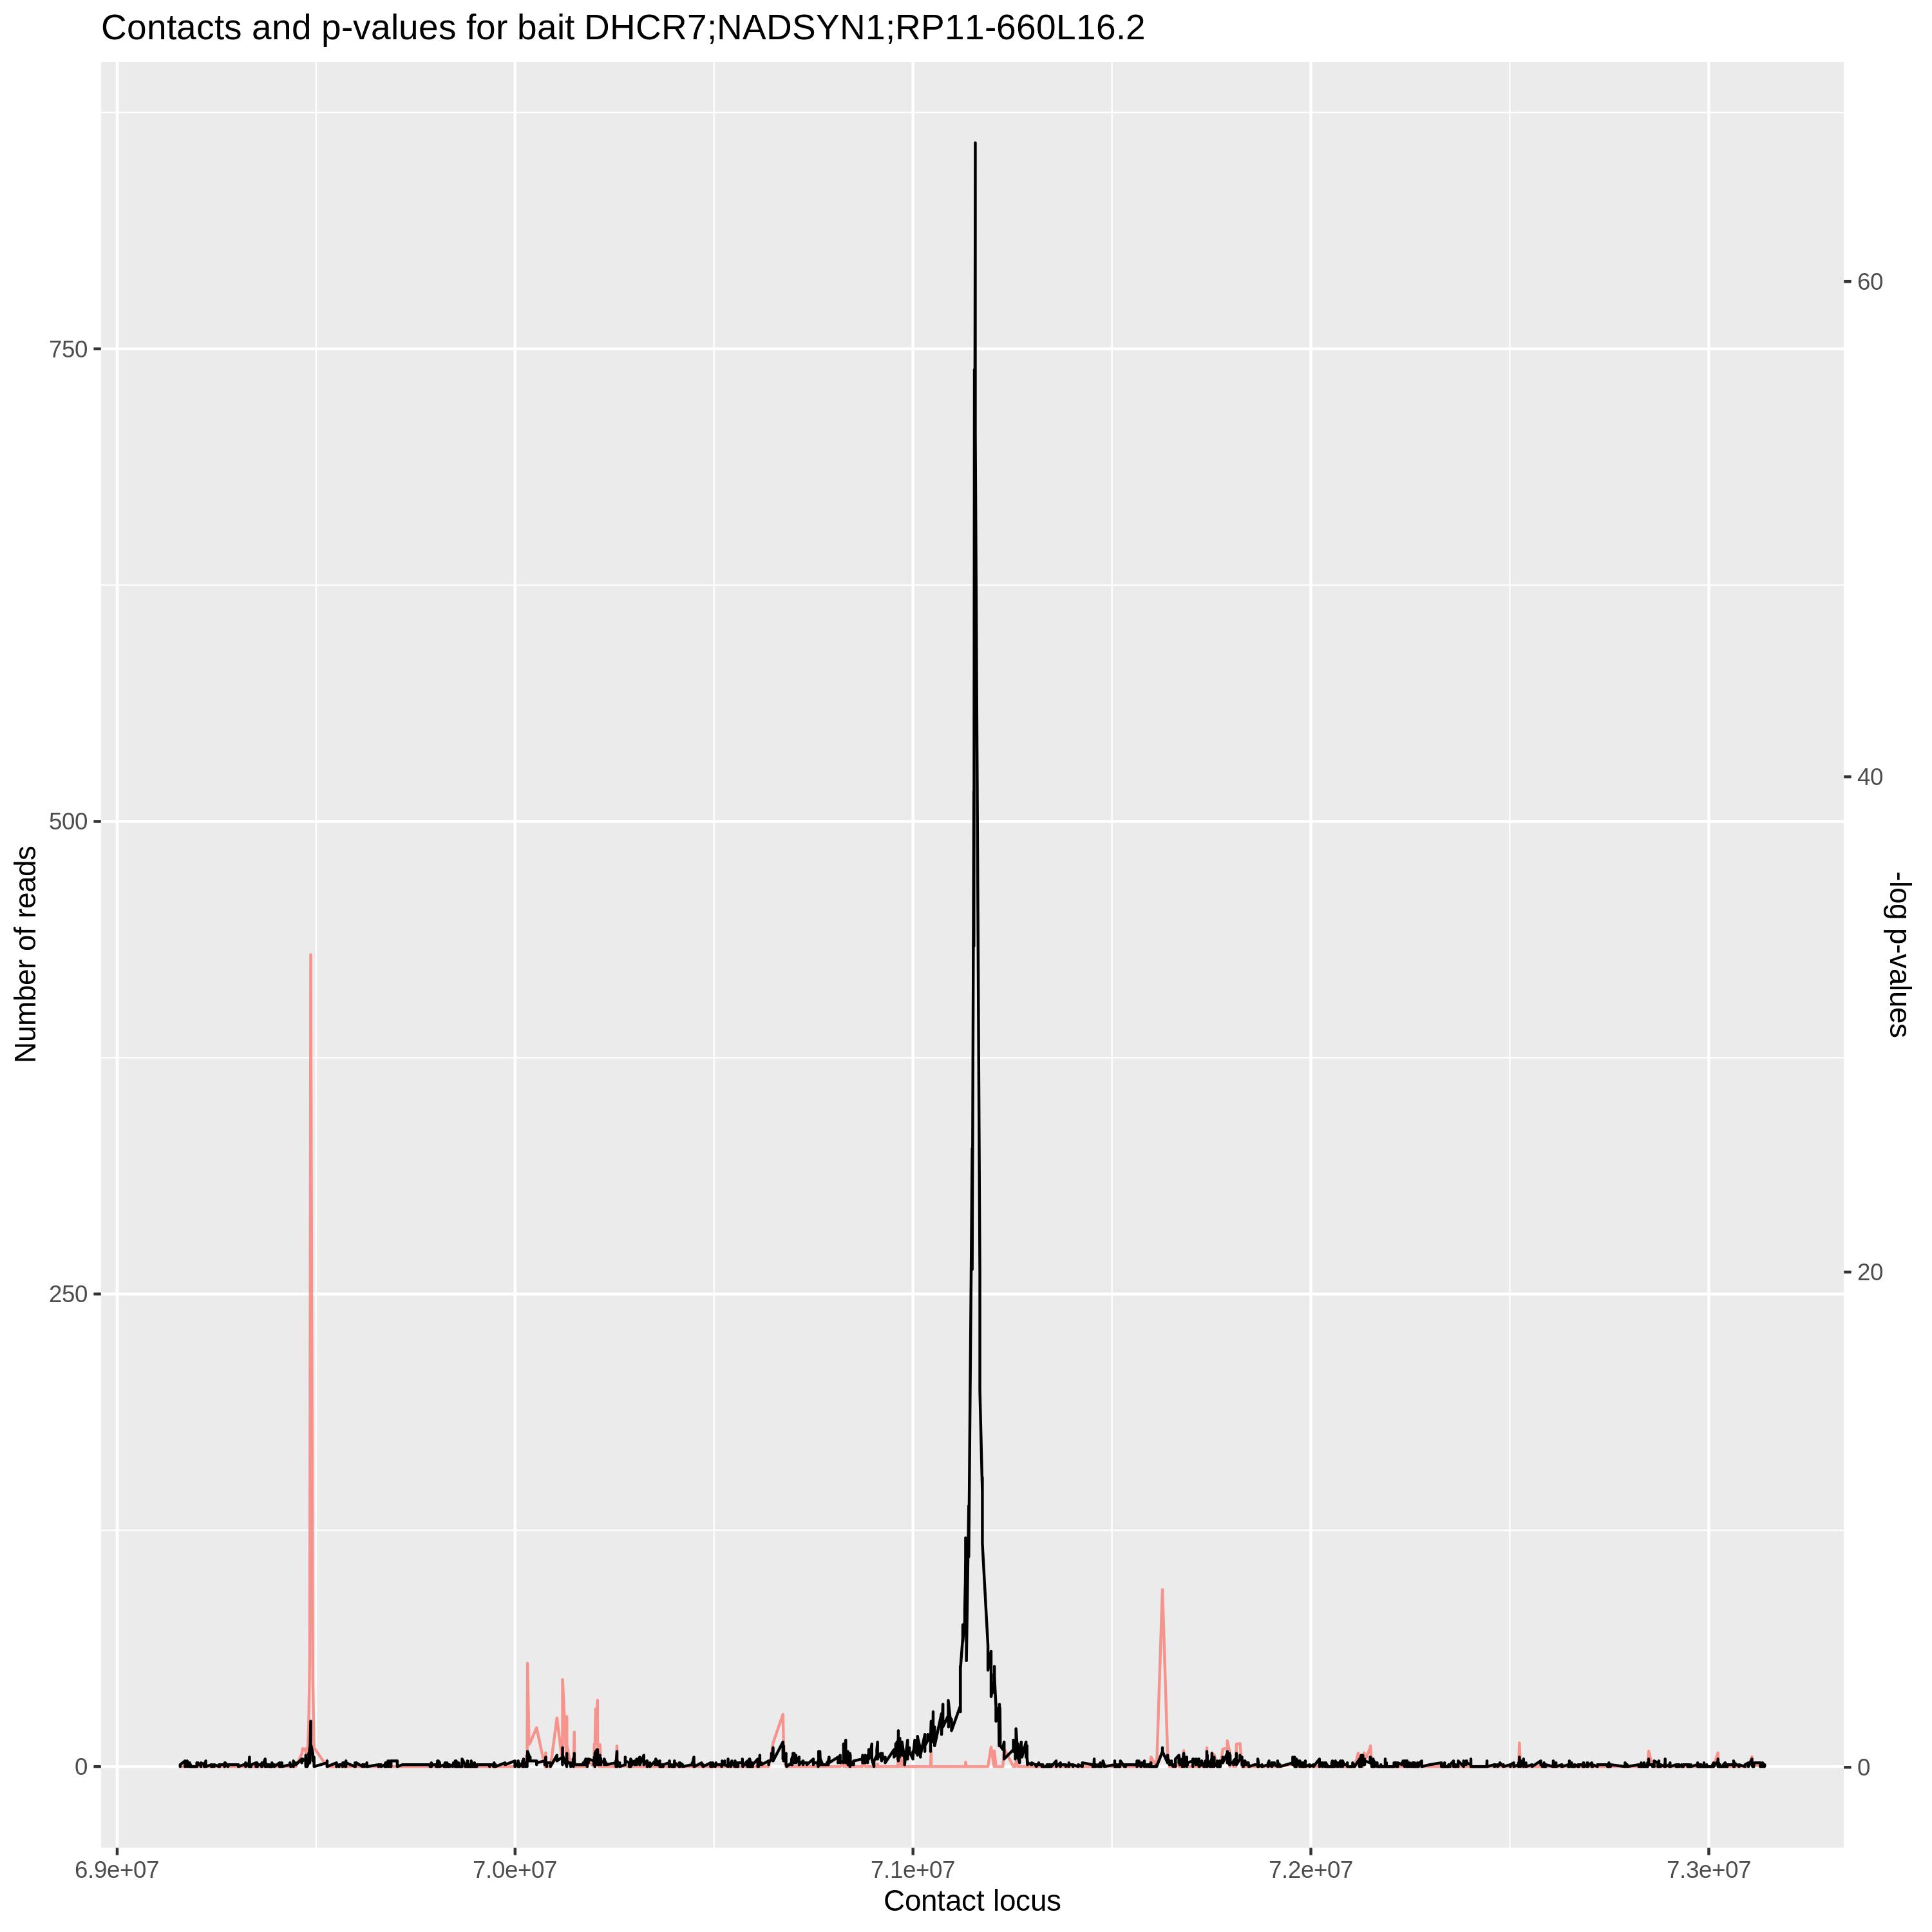 Contacts and p-values for bait DHCR7;NADSYN1;RP11-660L16.2
Number of reads
750
500
250
0
60
40
20
0
-log p-values
6.9e+07 7.0e+07 7.1e+07 7.2e+07 7.3e+07
Contact locus